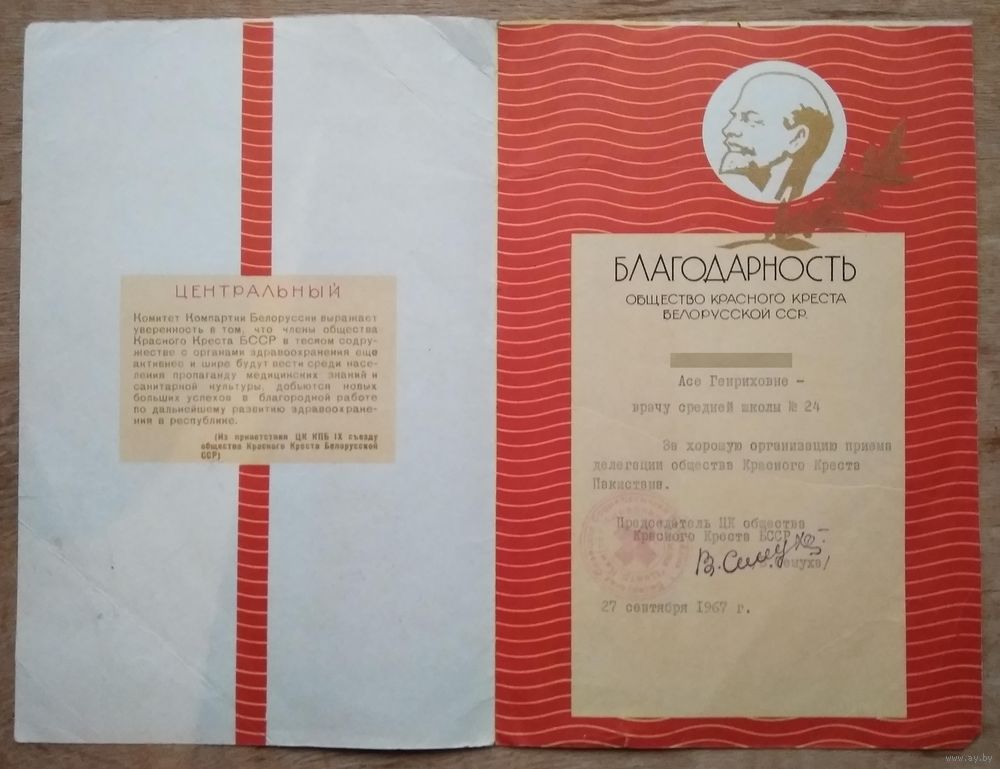 ЦЕНТРАЛЬНЫЙ
Комитет Компартии Белоруссии выражает
уверенность в том, что члены общества
Красного Креста БССР в тесном содру-
жестве с органами здравоохранения еще
активнее и шире будут вести среди насе-
ления пропаганду медицинских знаний и
санитарной культуры, добьются новых
больших успехов в благородной работе
по дальнейшему развитию здравоохране-
ния в республике.
(Из приветствия ЦК КПБ IX съезду
общества Красного Креста Белорусской
ССР)
БЛАГОДАРНОСТЬ
ОБЩЕСТВО КРАСНОГО КРЕСТА
БЕЛОРУССКОЙ ССР
Асе Генриховне –
врачу средней школы № 24
За хорошую организацию приема
делегации общества Красного Креста
Пакистана.
Председатель ЦК общества
Красного Креста БССР
В. Семуха
27 сентября 1967 г.
www.ay.by